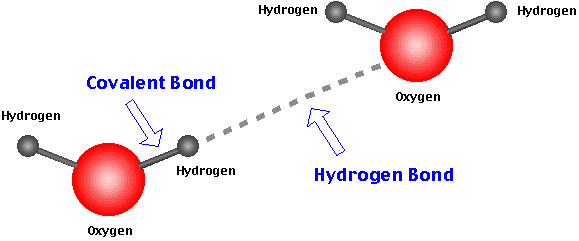 Hydrogen
Hydrogen
Covalent Bond
Oxygen
Hydrogen
Hydrogen
Hydrogen Bond
Oxygen